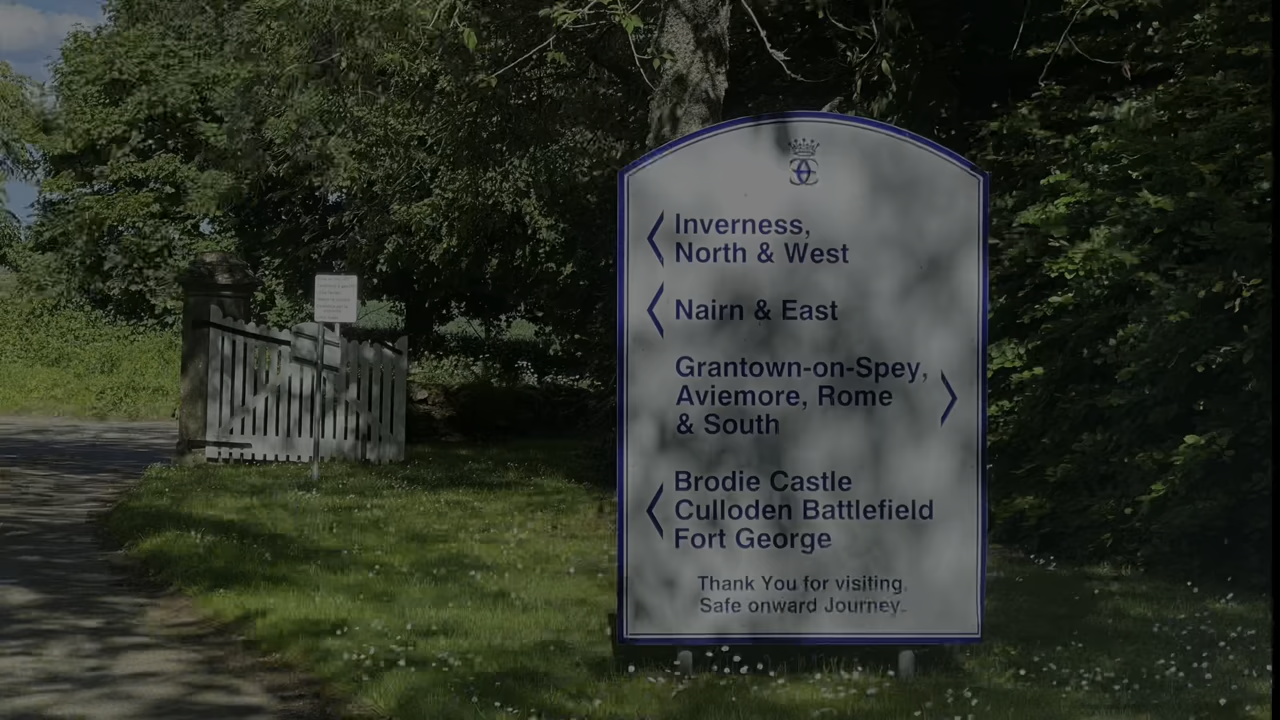 Inverness,
North & West
Nairn & East
Grantown-on-Spey,
Aviemore, Rome
& South
Brodie Castle
Culloden Battlefield
Fort George
Thank You for visiting.
Safe onward Journey.